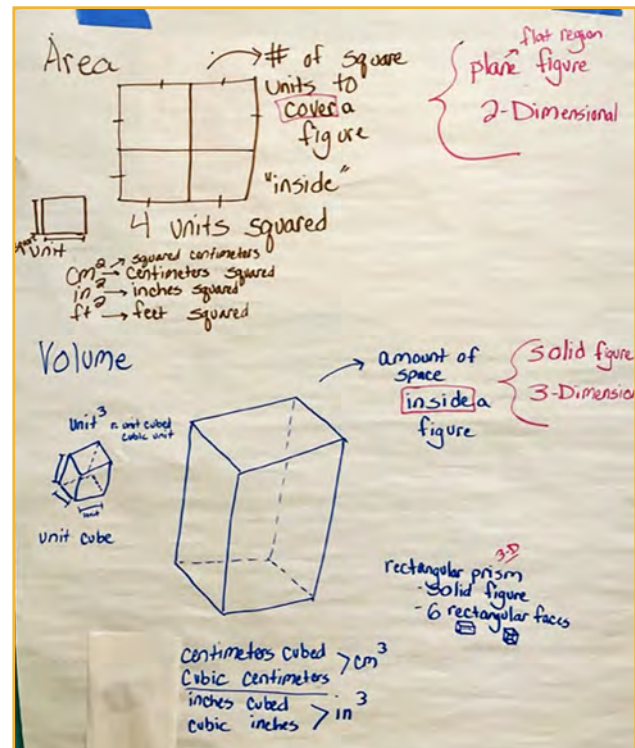 Area
# of square
units to
cover a
figure
"inside"
4 units squared
unit
cm² → squared centimeters
→ centimeters squared
in² → inches squared
ft² → feet squared
flat region
plane figure
2-Dimensional
Volume
amount of
space
inside a
figure
solid figure
3-Dimension
Unit³
unit cubed
cubic unit
unit
unit cube
3-D
rectangular prism
- solid figure
- 6 rectangular faces
centimeters cubed
cubic centimeters > cm³
inches cubed
cubic inches > in³